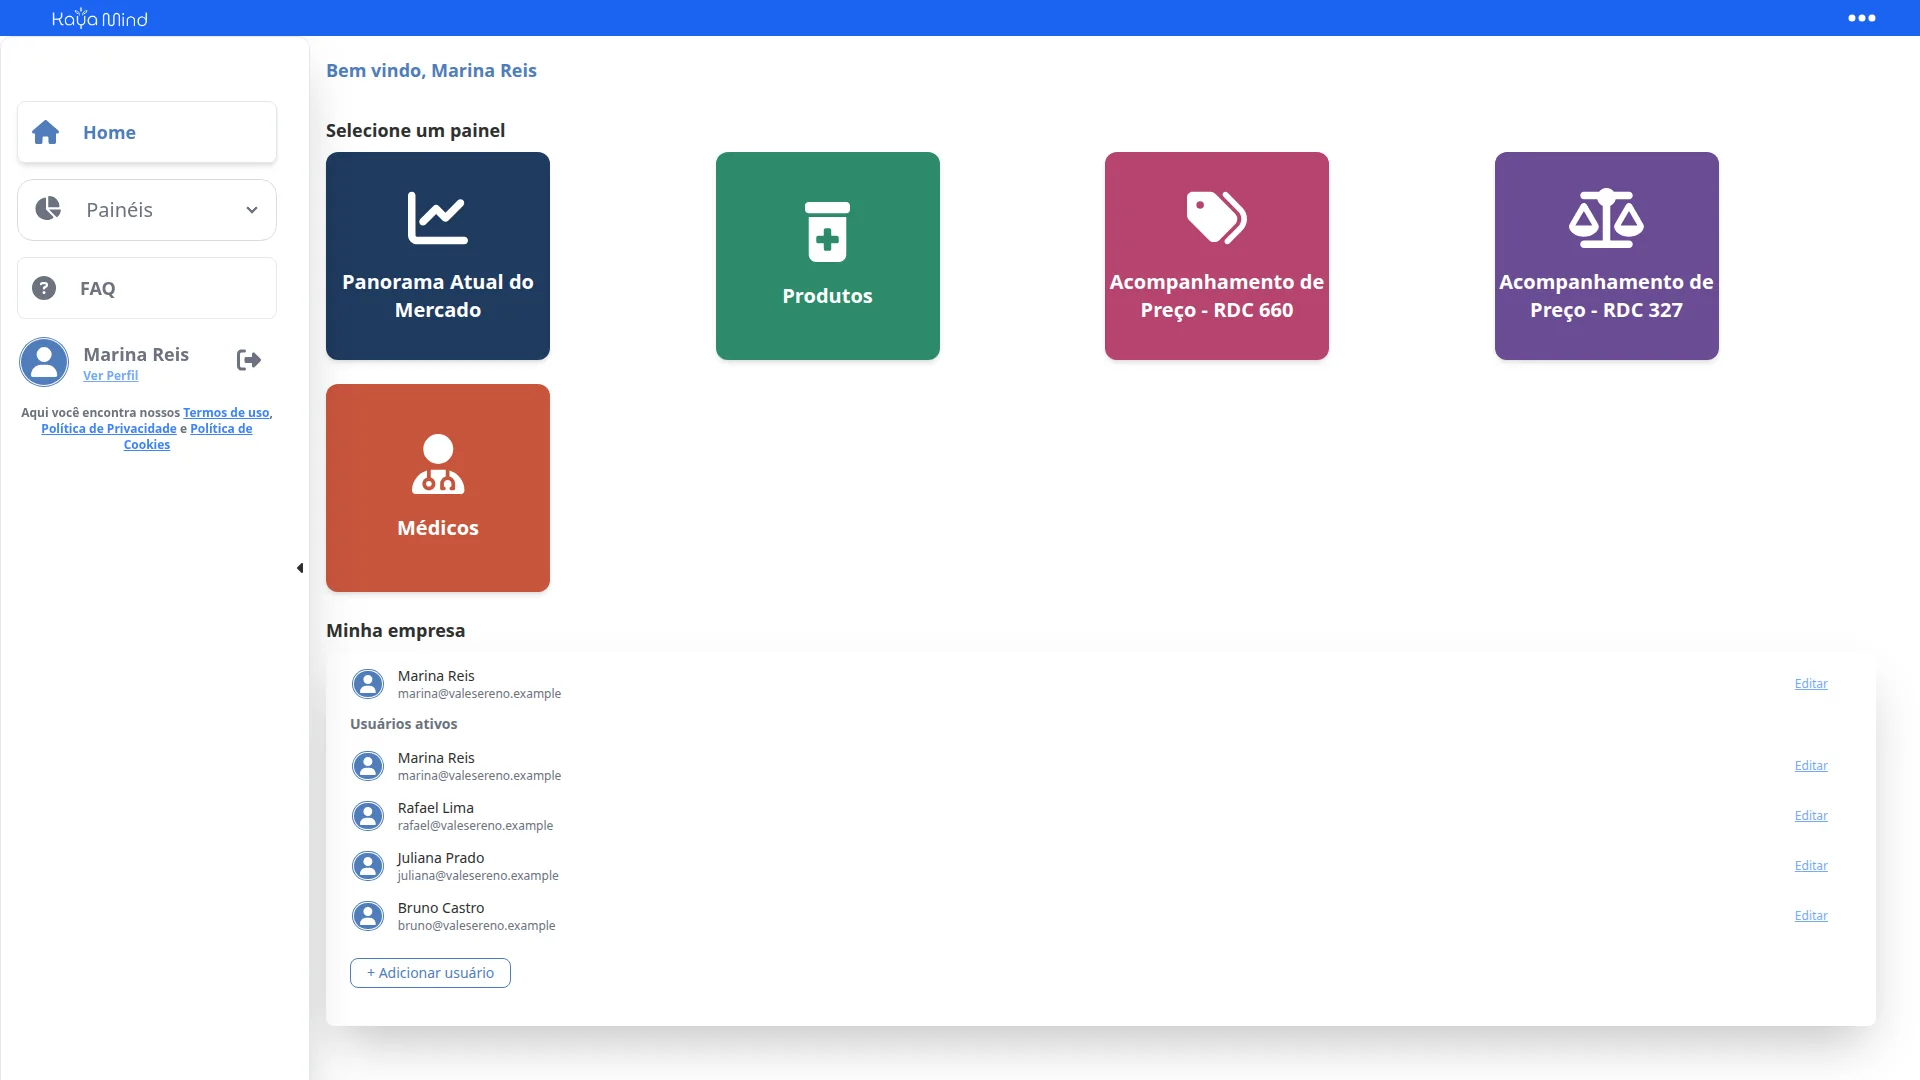 Kaya Mind
•••
Home
Painéis
FAQ
Marina Reis
Ver Perfil
Aqui você encontra nossos Termos de uso,
Política de Privacidade e Política de
Cookies
Bem vindo, Marina Reis
Selecione um painel
Panorama Atual do
Mercado
Produtos
Acompanhamento de
Preço - RDC 660
Acompanhamento de
Preço - RDC 327
Médicos
Minha empresa
Marina Reis
marina@valesereno.example
Editar
Usuários ativos
Marina Reis
marina@valesereno.example
Editar
Rafael Lima
rafael@valesereno.example
Editar
Juliana Prado
juliana@valesereno.example
Editar
Bruno Castro
bruno@valesereno.example
Editar
+ Adicionar usuário